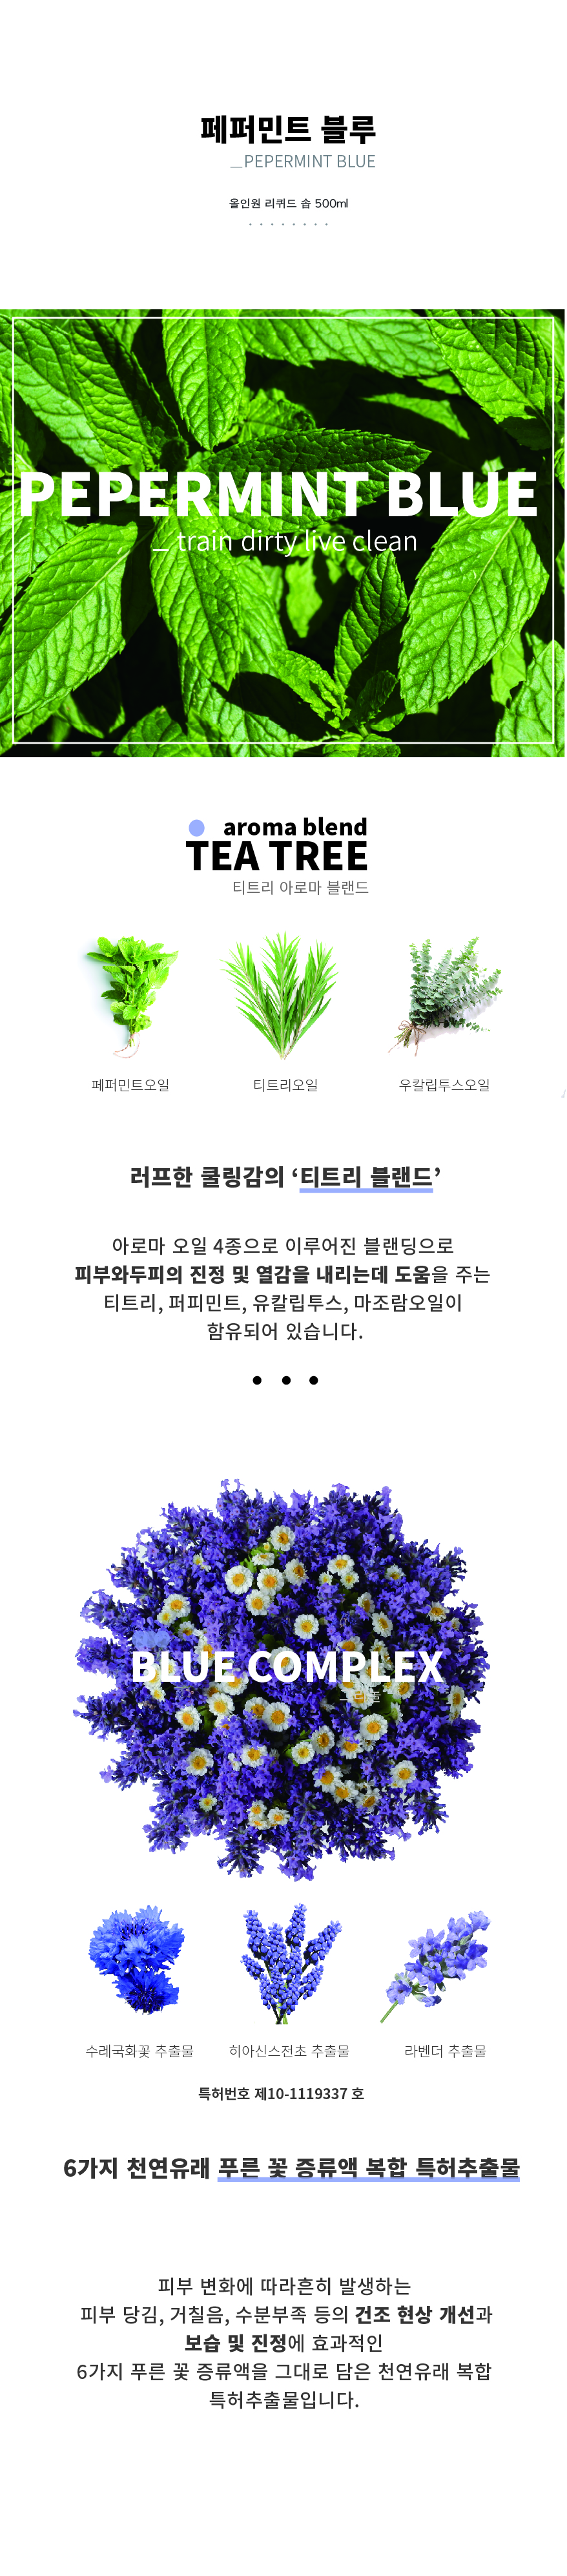 페퍼민트 블루
_PEPERMINT BLUE
올인원 리퀴드 솝 500ml
PEPERMINT BLUE
_ train dirty live clean
aroma blend
TEA TREE
티트리 아로마 블랜드
페퍼민트오일
티트리오일
우칼립투스오일
러프한 쿨링감의 ‘티트리 블랜드’
아로마 오일 4종으로 이루어진 블랜딩으로
피부와두피의 진정 및 열감을 내리는데 도움을 주는
티트리, 퍼피민트, 유칼립투스, 마조람오일이
함유되어 있습니다.
BLUE COMPLEX
수레국화꽃 추출물
히아신스전초 추출물
라벤더 추출물
특허번호 제10-1119337 호
6가지 천연유래 푸른 꽃 증류액 복합 특허추출물
피부 변화에 따라흔히 발생하는
피부 당김, 거칠음, 수분부족 등의 건조 현상 개선과
보습 및 진정에 효과적인
6가지 푸른 꽃 증류액을 그대로 담은 천연유래 복합
특허추출물입니다.